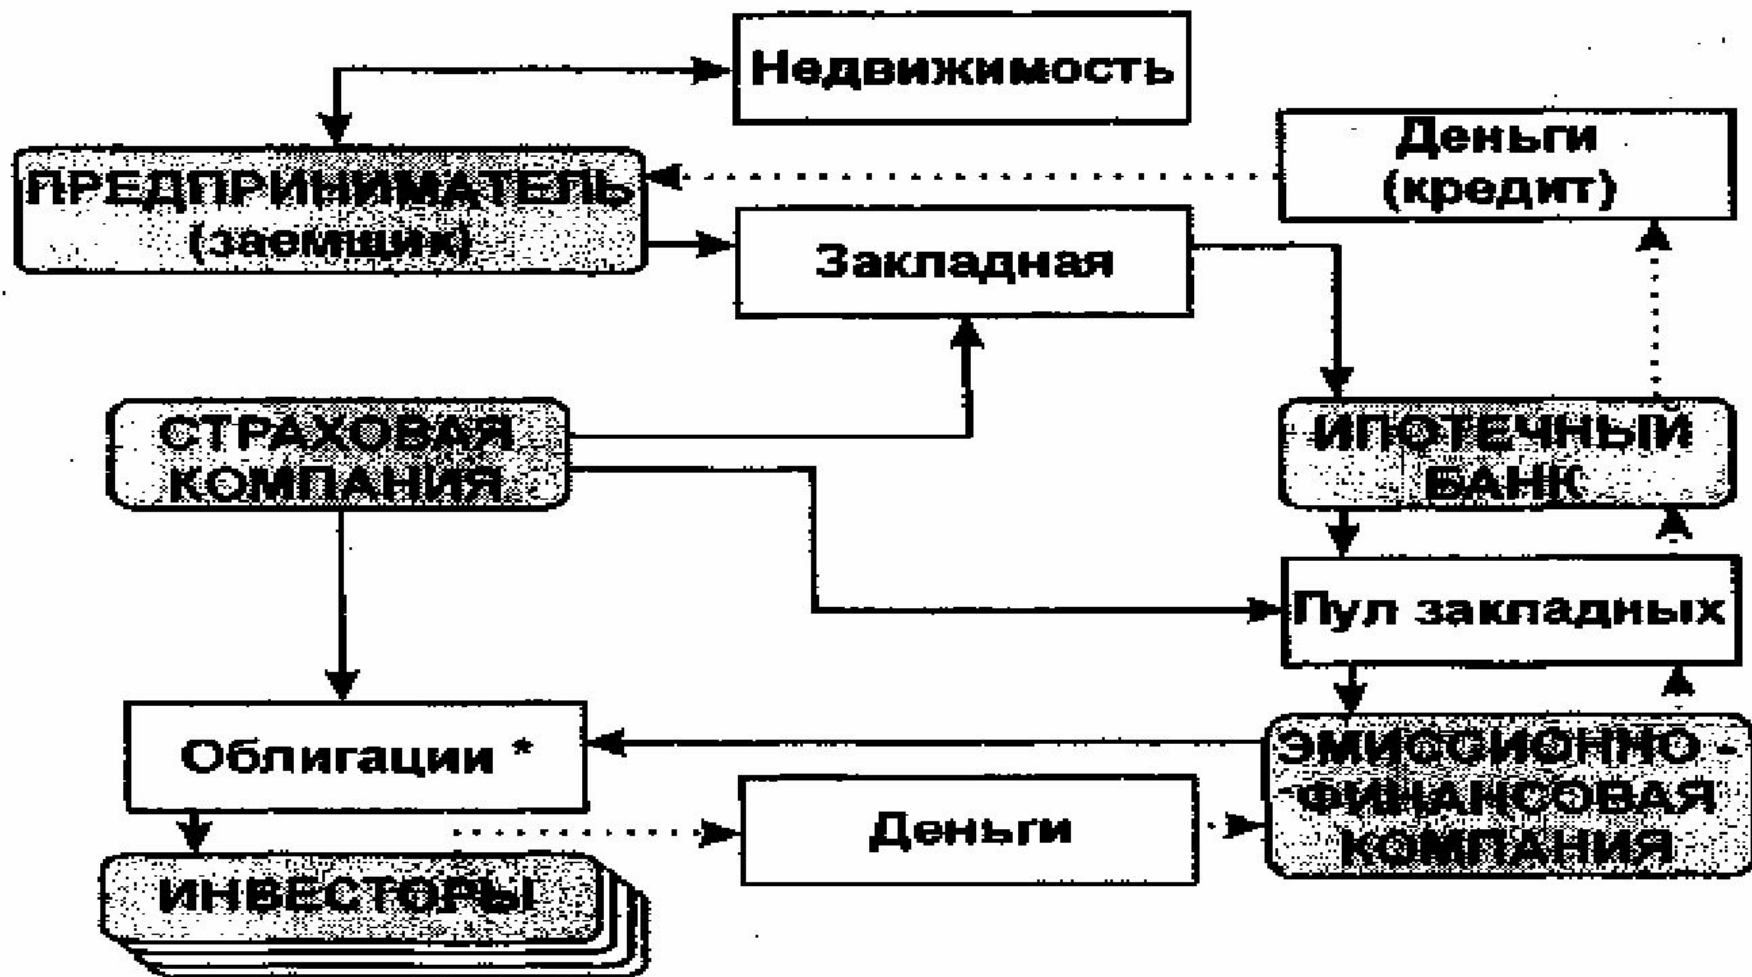 Недвижимость
Деньги
(кредит)
ПРЕДПРИНИМАТЕЛЬ
(заемщик)
Закладная
СТРАХОВАЯ
КОМПАНИЯ
ИПОТЕЧНЫЙ
БАНК
Пул закладных
Облигации *
ЭМИССИОННО -
ФИНАНСОВАЯ
КОМПАНИЯ
Деньги
ИНВЕСТОРЫ